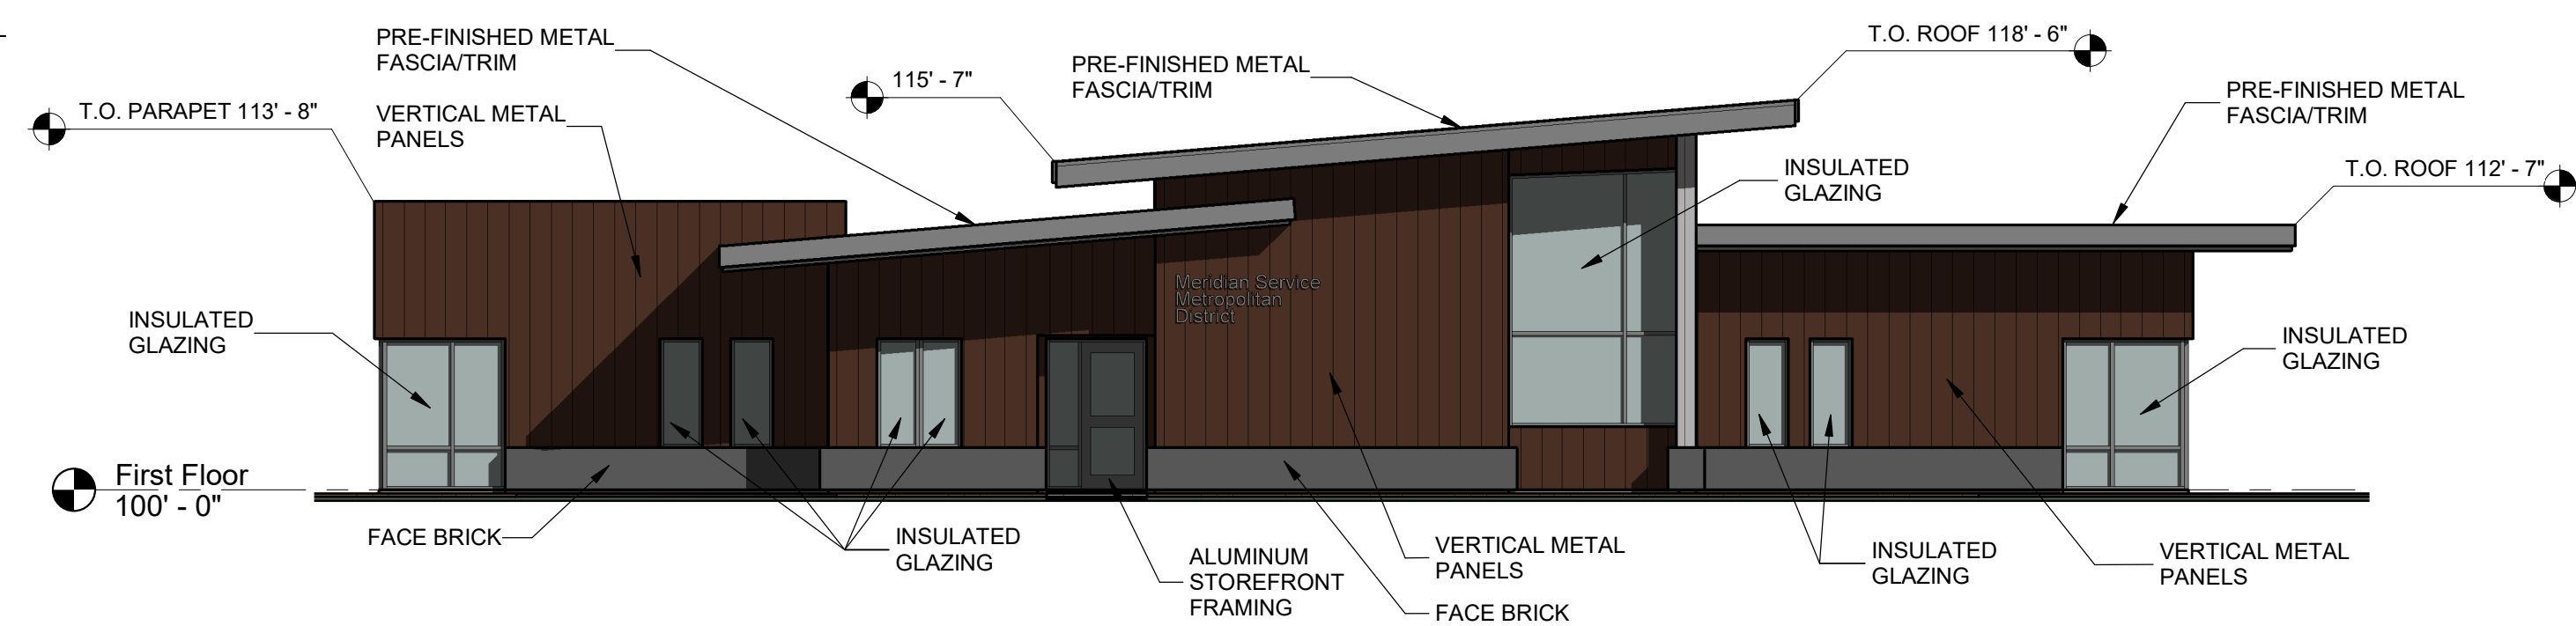 PRE-FINISHED METAL
FASCIA/TRIM
T.O. ROOF 118' - 6"
PRE-FINISHED METAL
FASCIA/TRIM
115' - 7"
PRE-FINISHED METAL
FASCIA/TRIM
T.O. PARAPET 113' - 8"
VERTICAL METAL
PANELS
INSULATED
GLAZING
T.O. ROOF 112' - 7"
Meridian Service
Metropolitan
District
INSULATED
GLAZING
INSULATED
GLAZING
First Floor
100' - 0"
FACE BRICK
INSULATED
GLAZING
ALUMINUM
STOREFRONT
FRAMING
VERTICAL METAL
PANELS
FACE BRICK
INSULATED
GLAZING
VERTICAL METAL
PANELS